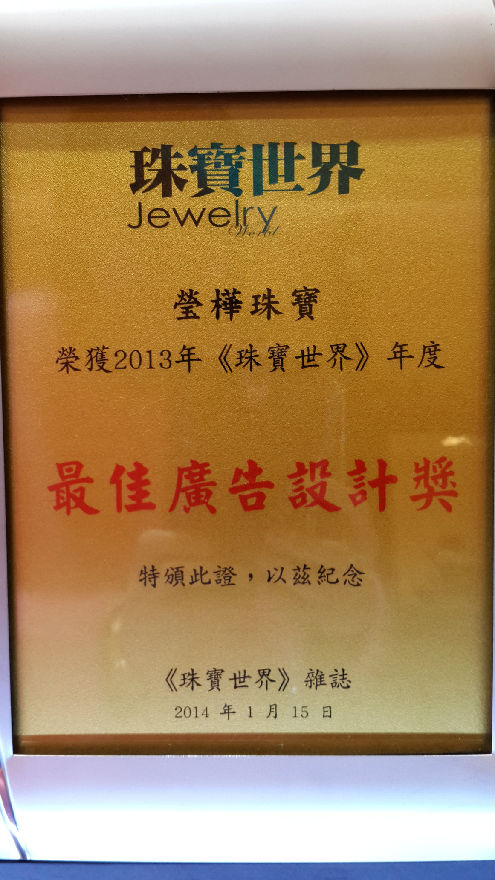 珠寶世界
Jewelry
World
瑩樺珠寶
榮獲2013年《珠寶世界》年度
最佳廣告設計獎
特頒此證，以茲紀念
《珠寶世界》雜誌
2014 年 1 月 15 日